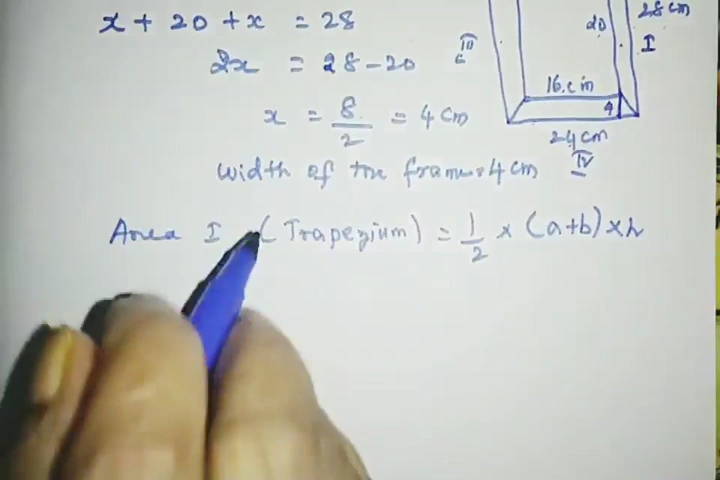 x + 20 + x = 28
2x = 28 - 20
x = 8/2 = 4 cm
width of the frame = 4 cm
Area I (Trapezium) = 1/2 × (a+b) × h
28 cm
20
I
III
16 cm
4
24 cm
IV